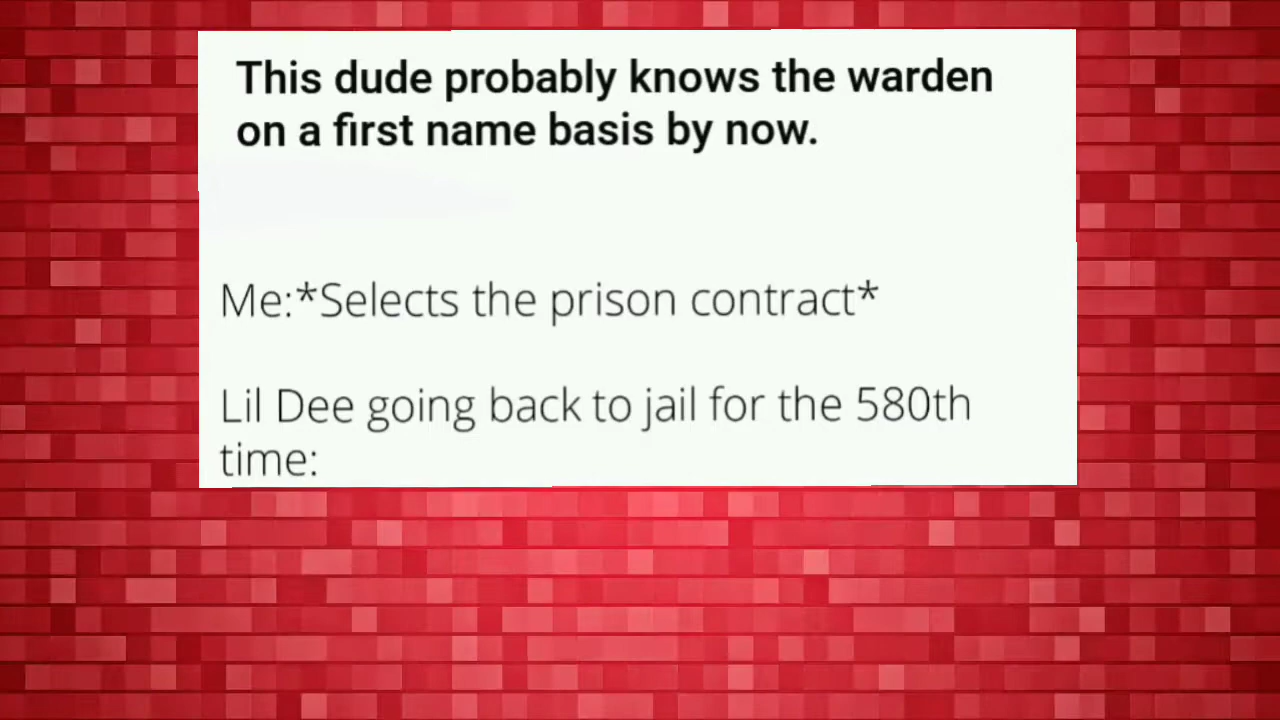 This dude probably knows the warden
on a first name basis by now.
Me:*Selects the prison contract*
Lil Dee going back to jail for the 580th
time: